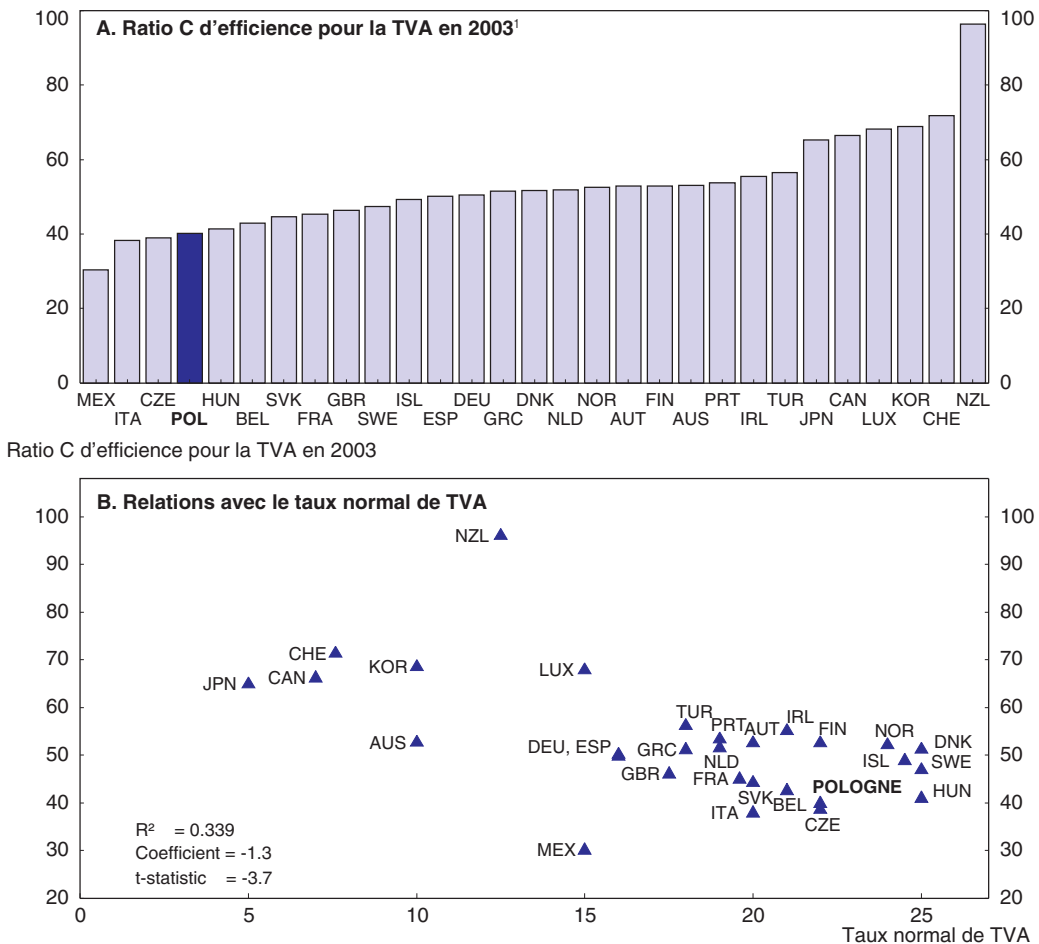 A. Ratio C d'efficience pour la TVA en 2003¹
100 100
80 80
60 60
40 40
20 20
0 0
MEX CZE HUN SVK GBR ISL DEU DNK NOR FIN PRT TUR CAN KOR NZL
ITA POL BEL FRA SWE ESP GRC NLD AUT AUS IRL JPN LUX CHE
Ratio C d'efficience pour la TVA en 2003
B. Relations avec le taux normal de TVA
100 100
NZL
90 90
80 80
70 70
CHE
KOR
LUX
JPN
CAN
60 60
TUR
PRT
AUT
IRL
FIN
NOR
DNK
AUS
DEU, ESP
GRC
50 50
NLD
ISL
SWE
GBR
FRA
POLOGNE
HUN
SVK
BEL
40 40
ITA
CZE
R² = 0.339
Coefficient = -1.3
t-statistic = -3.7
MEX
30 30
20 20
0 5 10 15 20 25
Taux normal de TVA